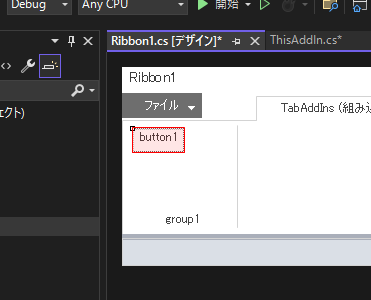 Debug Any CPU 開始
Ribbon1.cs [デザイン]* ThisAddIn.cs*
Ribbon1
ファイル TabAddIns (組み込
ェクト)
button1
group1